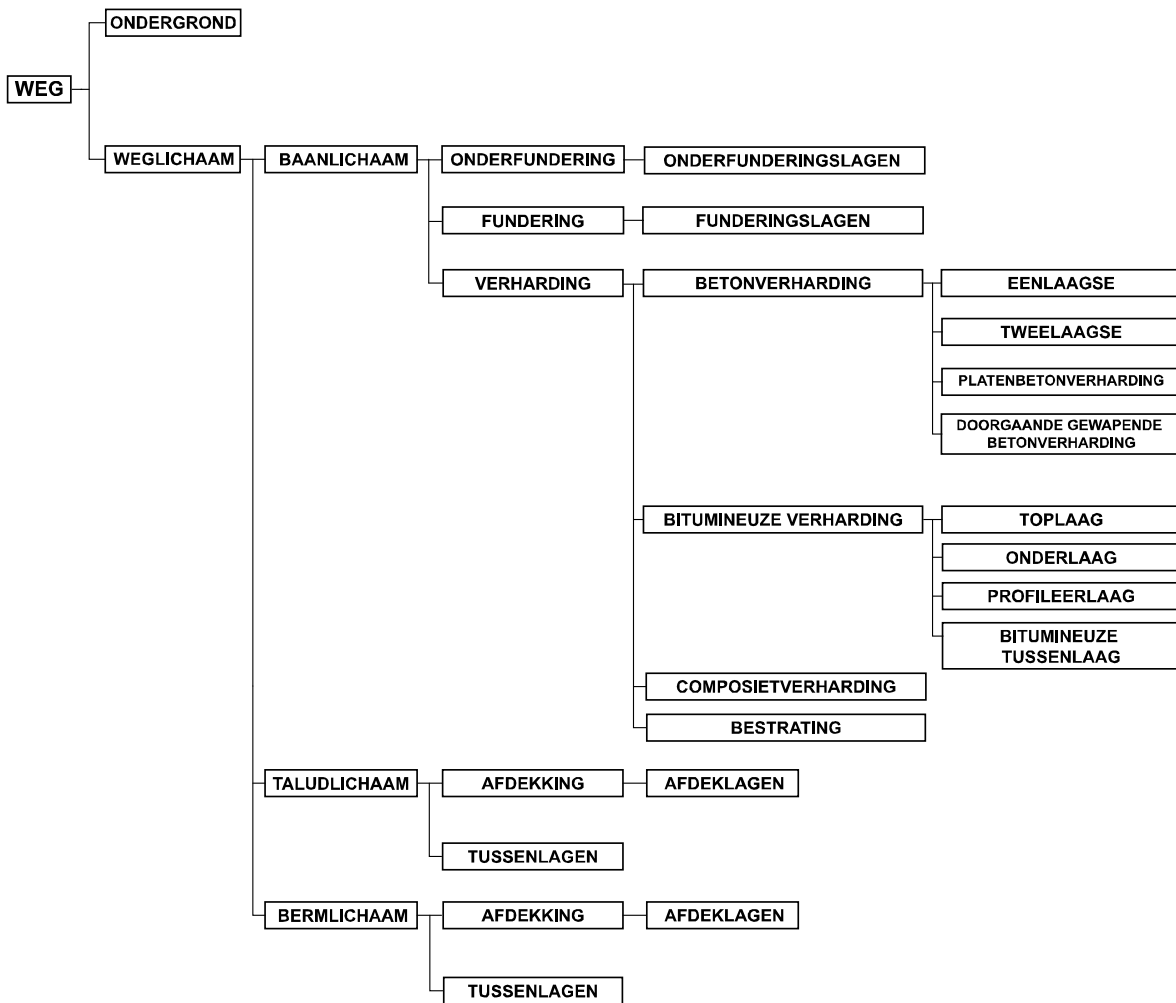 ONDERGROND
WEG
WEGLICHAAM
BAANLICHAAM
ONDERFUNDERING
ONDERFUNDERINGSLAGEN
FUNDERING
FUNDERINGSLAGEN
VERHARDING
BETONVERHARDING
EENLAAGSE
TWEELAAGSE
PLATENBETONVERHARDING
DOORGAANDE GEWAPENDE
BETONVERHARDING
BITUMINEUZE VERHARDING
TOPLAAG
ONDERLAAG
PROFILEERLAAG
BITUMINEUZE
TUSSENLAAG
COMPOSIETVERHARDING
BESTRATING
TALUDLICHAAM
AFDEKKING
AFDEKLAGEN
TUSSENLAGEN
BERMLICHAAM
AFDEKKING
AFDEKLAGEN
TUSSENLAGEN